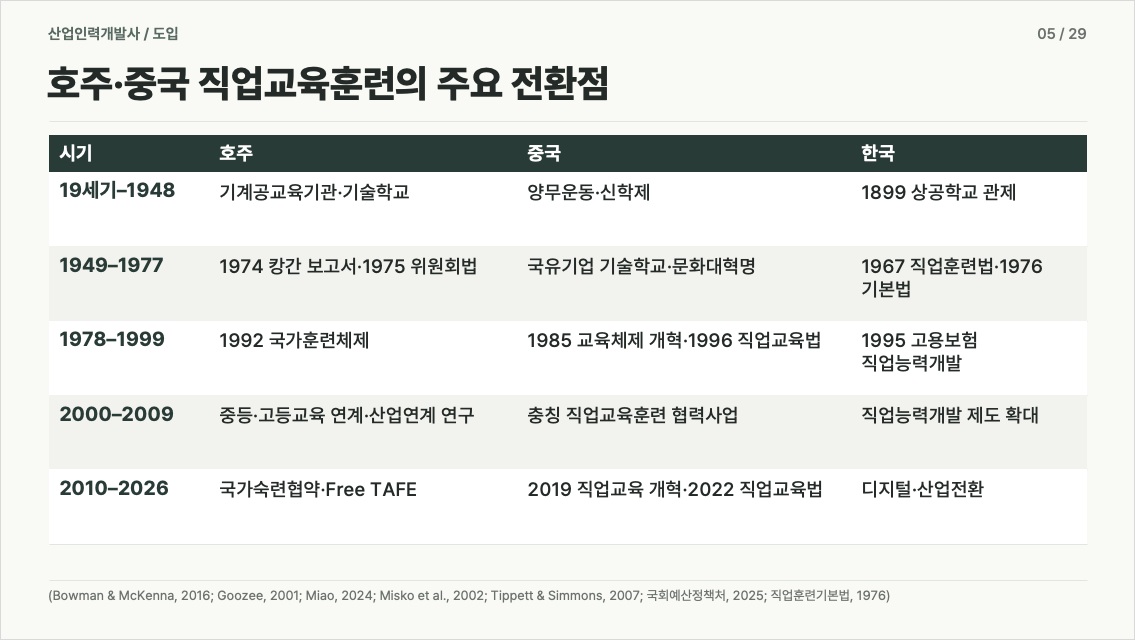 산업인력개발사 / 도입
05 / 29
호주·중국 직업교육훈련의 주요 전환점
시기 호주 중국 한국
19세기–1948 기계공교육기관·기술학교 양무운동·신학제 1899 상공학교 관제
1949–1977 1974 캉간 보고서·1975 위원회법 국유기업 기술학교·문화대혁명 1967 직업훈련법·1976
기본법
1978–1999 1992 국가훈련체제 1985 교육체제 개혁·1996 직업교육법 1995 고용보험
직업능력개발
2000–2009 중등·고등교육 연계·산업연계 연구 충칭 직업교육훈련 협력사업 직업능력개발 제도 확대
2010–2026 국가숙련협약·Free TAFE 2019 직업교육 개혁·2022 직업교육법 디지털·산업전환
(Bowman & McKenna, 2016; Goozee, 2001; Miao, 2024; Misko et al., 2002; Tippett & Simmons, 2007; 국회예산정책처, 2025; 직업훈련기본법, 1976)